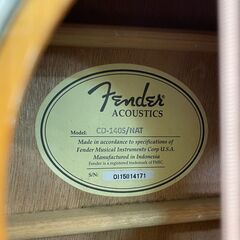 Fender
ACOUSTICS
Model: CD-140S/NAT
Made in accordance to specifications of
Fender Musical Instruments Corp U.S.A.
Manufactured in Indonesia
Fender is a registered trademark of FMIC.
S/N: OI15014171